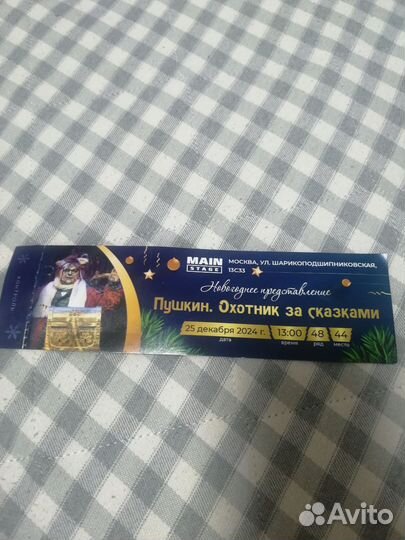 КОНТРОЛЬ
MAIN
STAGE
МОСКВА, УЛ. ШАРИКОПОДШИПНИКОВСКАЯ,
13С33
Новогоднее представление
Пушкин. Охотник за сказками
25 декабря 2024 г. 13:00 48 44
дата время ряд место
Avito